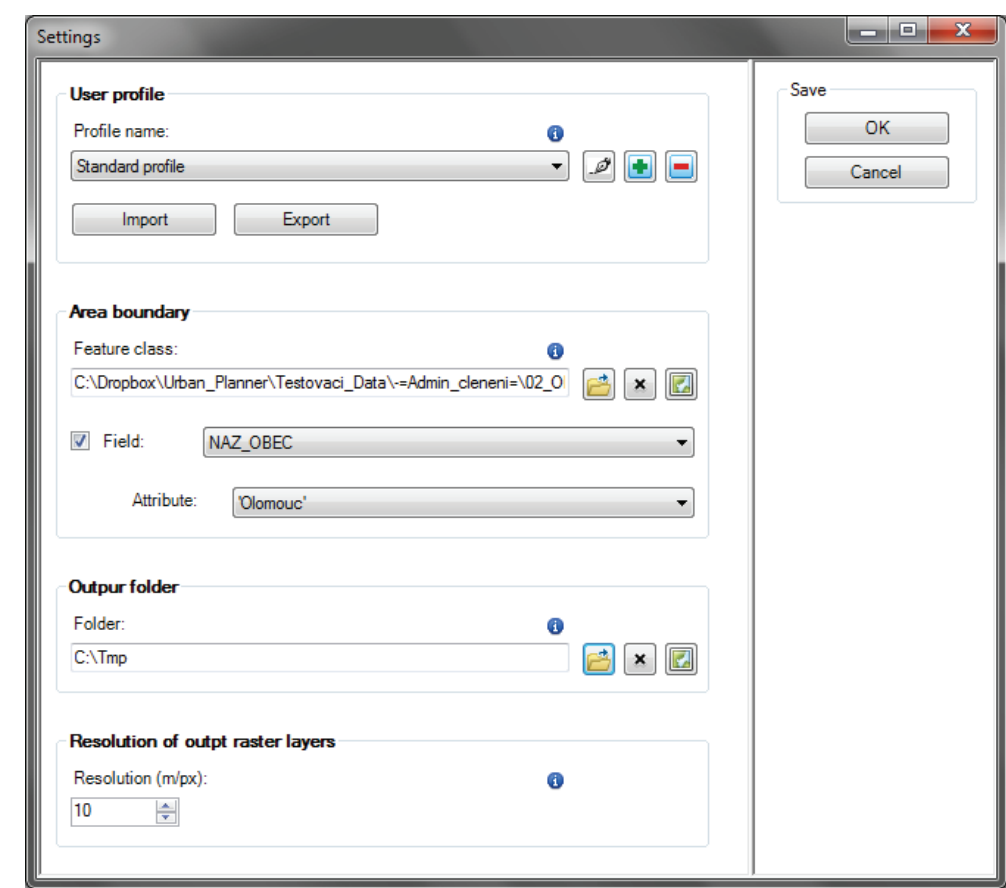 Settings
User profile
Profile name:
Standard profile
Import
Export
Area boundary
Feature class:
C:\Dropbox\Urban_Planner\Testovaci_Data\-=Admin_cleneni=\02_O
Field:
NAZ_OBEC
Attribute:
'Olomouc'
Outpur folder
Folder:
C:\Tmp
Resolution of outpt raster layers
Resolution (m/px):
10
Save
OK
Cancel